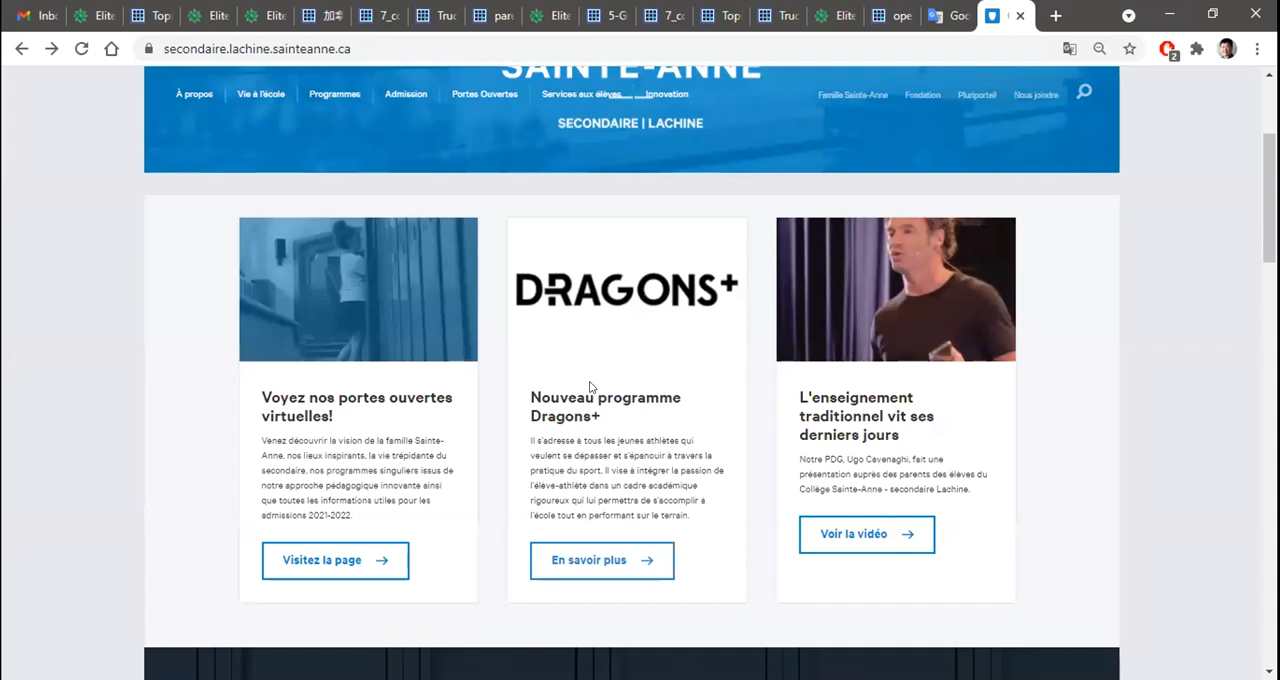 Inbo
Elite
Top
Elite
Elite
加拿
7_co
Truc
pare
Elite
5-G
7_cc
Top
Truc
Elite
ope
Goc
secondaire.lachine.sainteanne.ca
2
SAINTE-ANNE
À propos
Vie à l'école
Programmes
Admission
Portes Ouvertes
Services aux élèves
Innovation
Famille Sainte-Anne
Fondation
Pluriportail
Nous joindre
SECONDAIRE | LACHINE
DRAGONS+
Voyez nos portes ouvertes
virtuelles!
Venez découvrir la vision de la famille Sainte-
Anne, nos lieux inspirants, la vie trépidante du
secondaire, nos programmes singuliers issus de
notre approche pédagogique innovante ainsi
que toutes les informations utiles pour les
admissions 2021-2022.
Visitez la page
Nouveau programme
Dragons+
Il s'adresse à tous les jeunes athlètes qui
veulent se dépasser et s'épanouir à travers la
pratique du sport. Il vise à intégrer la passion de
l'élève-athlète dans un cadre académique
rigoureux qui lui permettra de s'accomplir à
l'école tout en performant sur le terrain.
En savoir plus
L'enseignement
traditionnel vit ses
derniers jours
Notre PDG, Ugo Cavenaghi, fait une
présentation auprès des parents des élèves du
Collège Sainte-Anne - secondaire Lachine.
Voir la vidéo